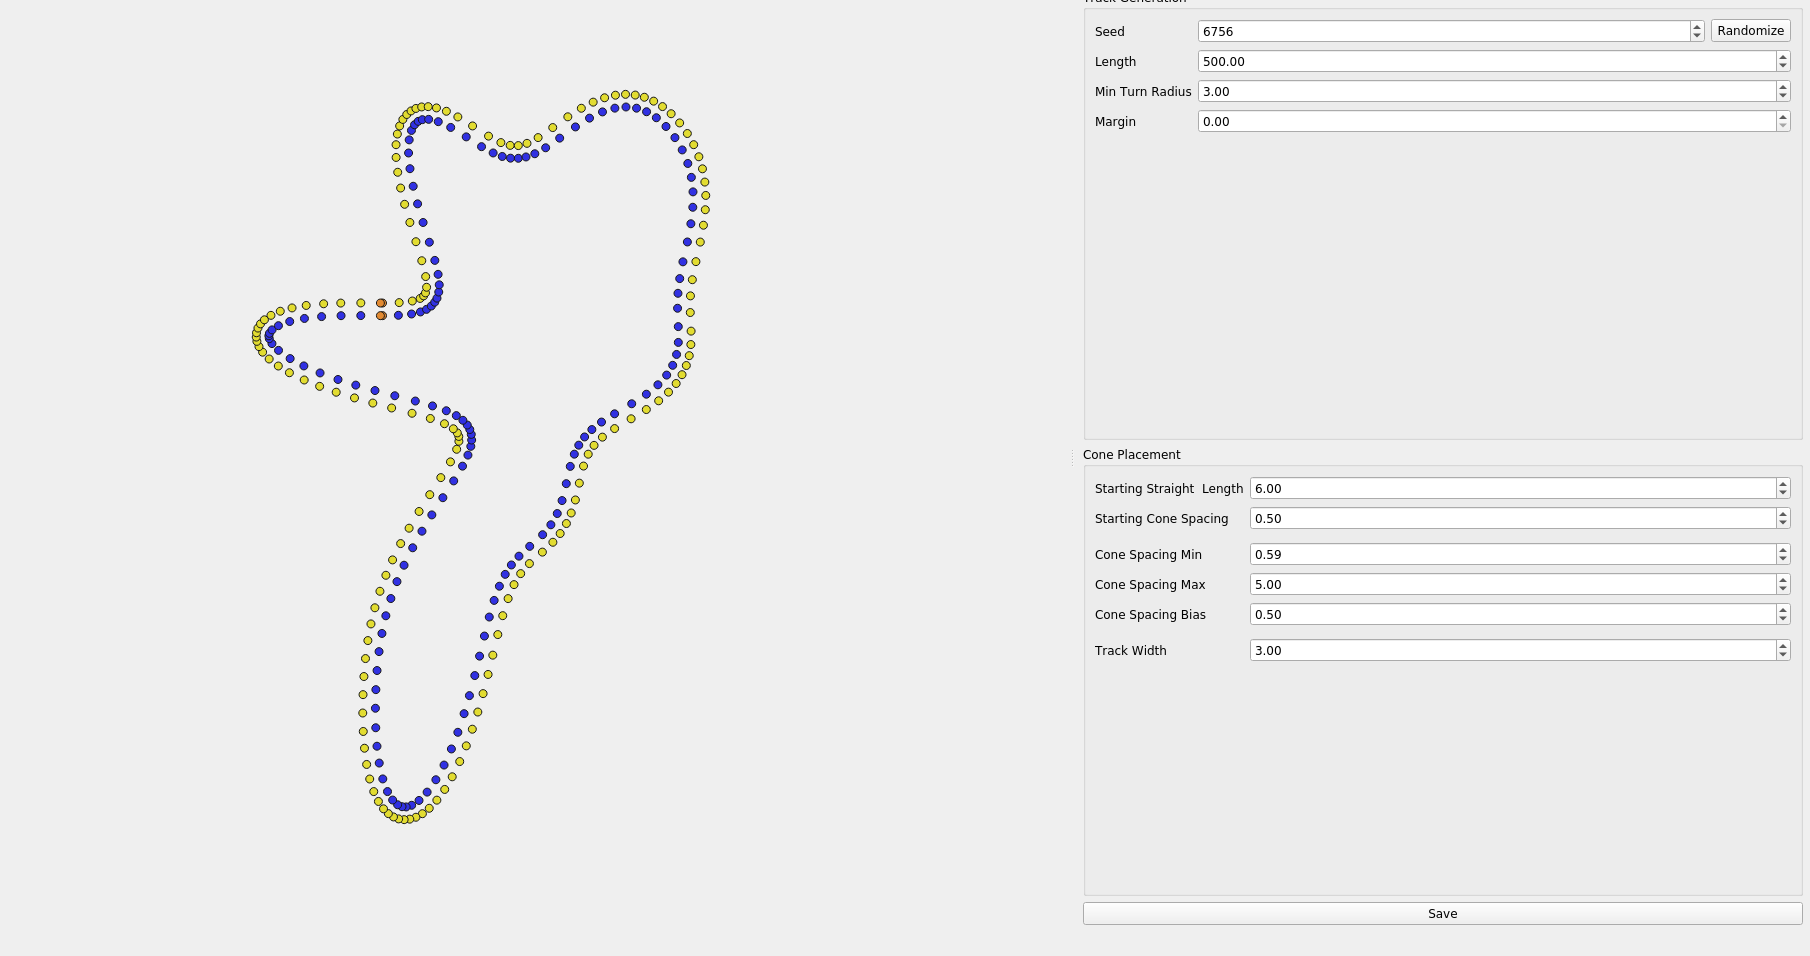 Track Generation
Seed 6756 Randomize
Length 500.00
Min Turn Radius 3.00
Margin 0.00
Cone Placement
Starting Straight Length 6.00
Starting Cone Spacing 0.50
Cone Spacing Min 0.59
Cone Spacing Max 5.00
Cone Spacing Bias 0.50
Track Width 3.00
Save